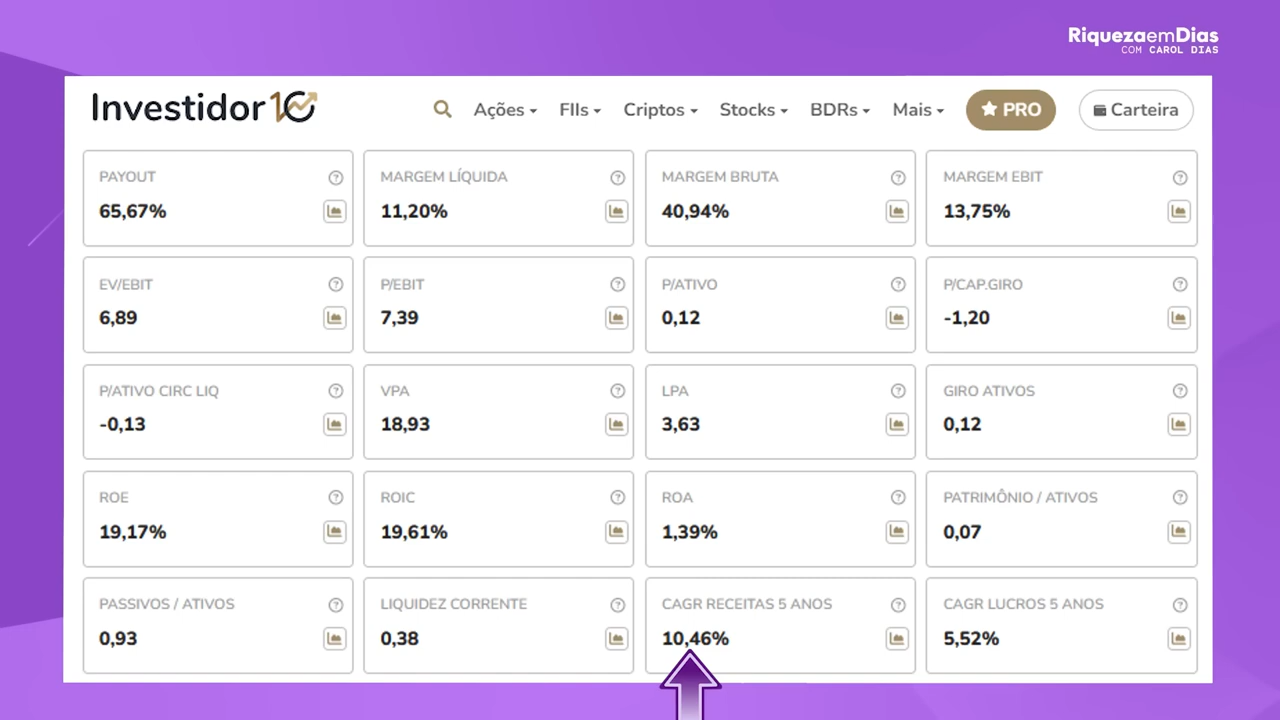 RiquezaemDias
COM CAROL DIAS
Investidor10
Ações FIIs Criptos Stocks BDRs Mais PRO Carteira
PAYOUT MARGEM LÍQUIDA MARGEM BRUTA MARGEM EBIT
65,67% 11,20% 40,94% 13,75%
EV/EBIT P/EBIT P/ATIVO P/CAP.GIRO
6,89 7,39 0,12 -1,20
P/ATIVO CIRC LIQ VPA LPA GIRO ATIVOS
-0,13 18,93 3,63 0,12
ROE ROIC ROA PATRIMÔNIO / ATIVOS
19,17% 19,61% 1,39% 0,07
PASSIVOS / ATIVOS LIQUIDEZ CORRENTE CAGR RECEITAS 5 ANOS CAGR LUCROS 5 ANOS
0,93 0,38 10,46% 5,52%